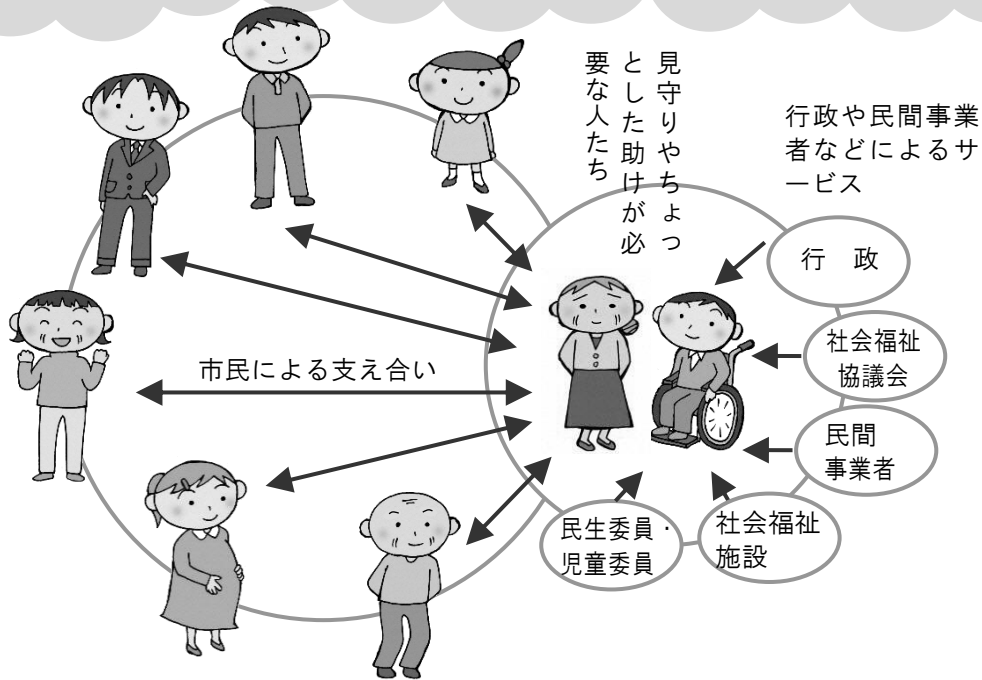 見守りやちょっ
とした助けが必
要な人たち
行政や民間事業
者などによるサ
ービス
行　政
社会福祉
協議会
民間
事業者
社会福祉
施設
民生委員・
児童委員
市民による支え合い